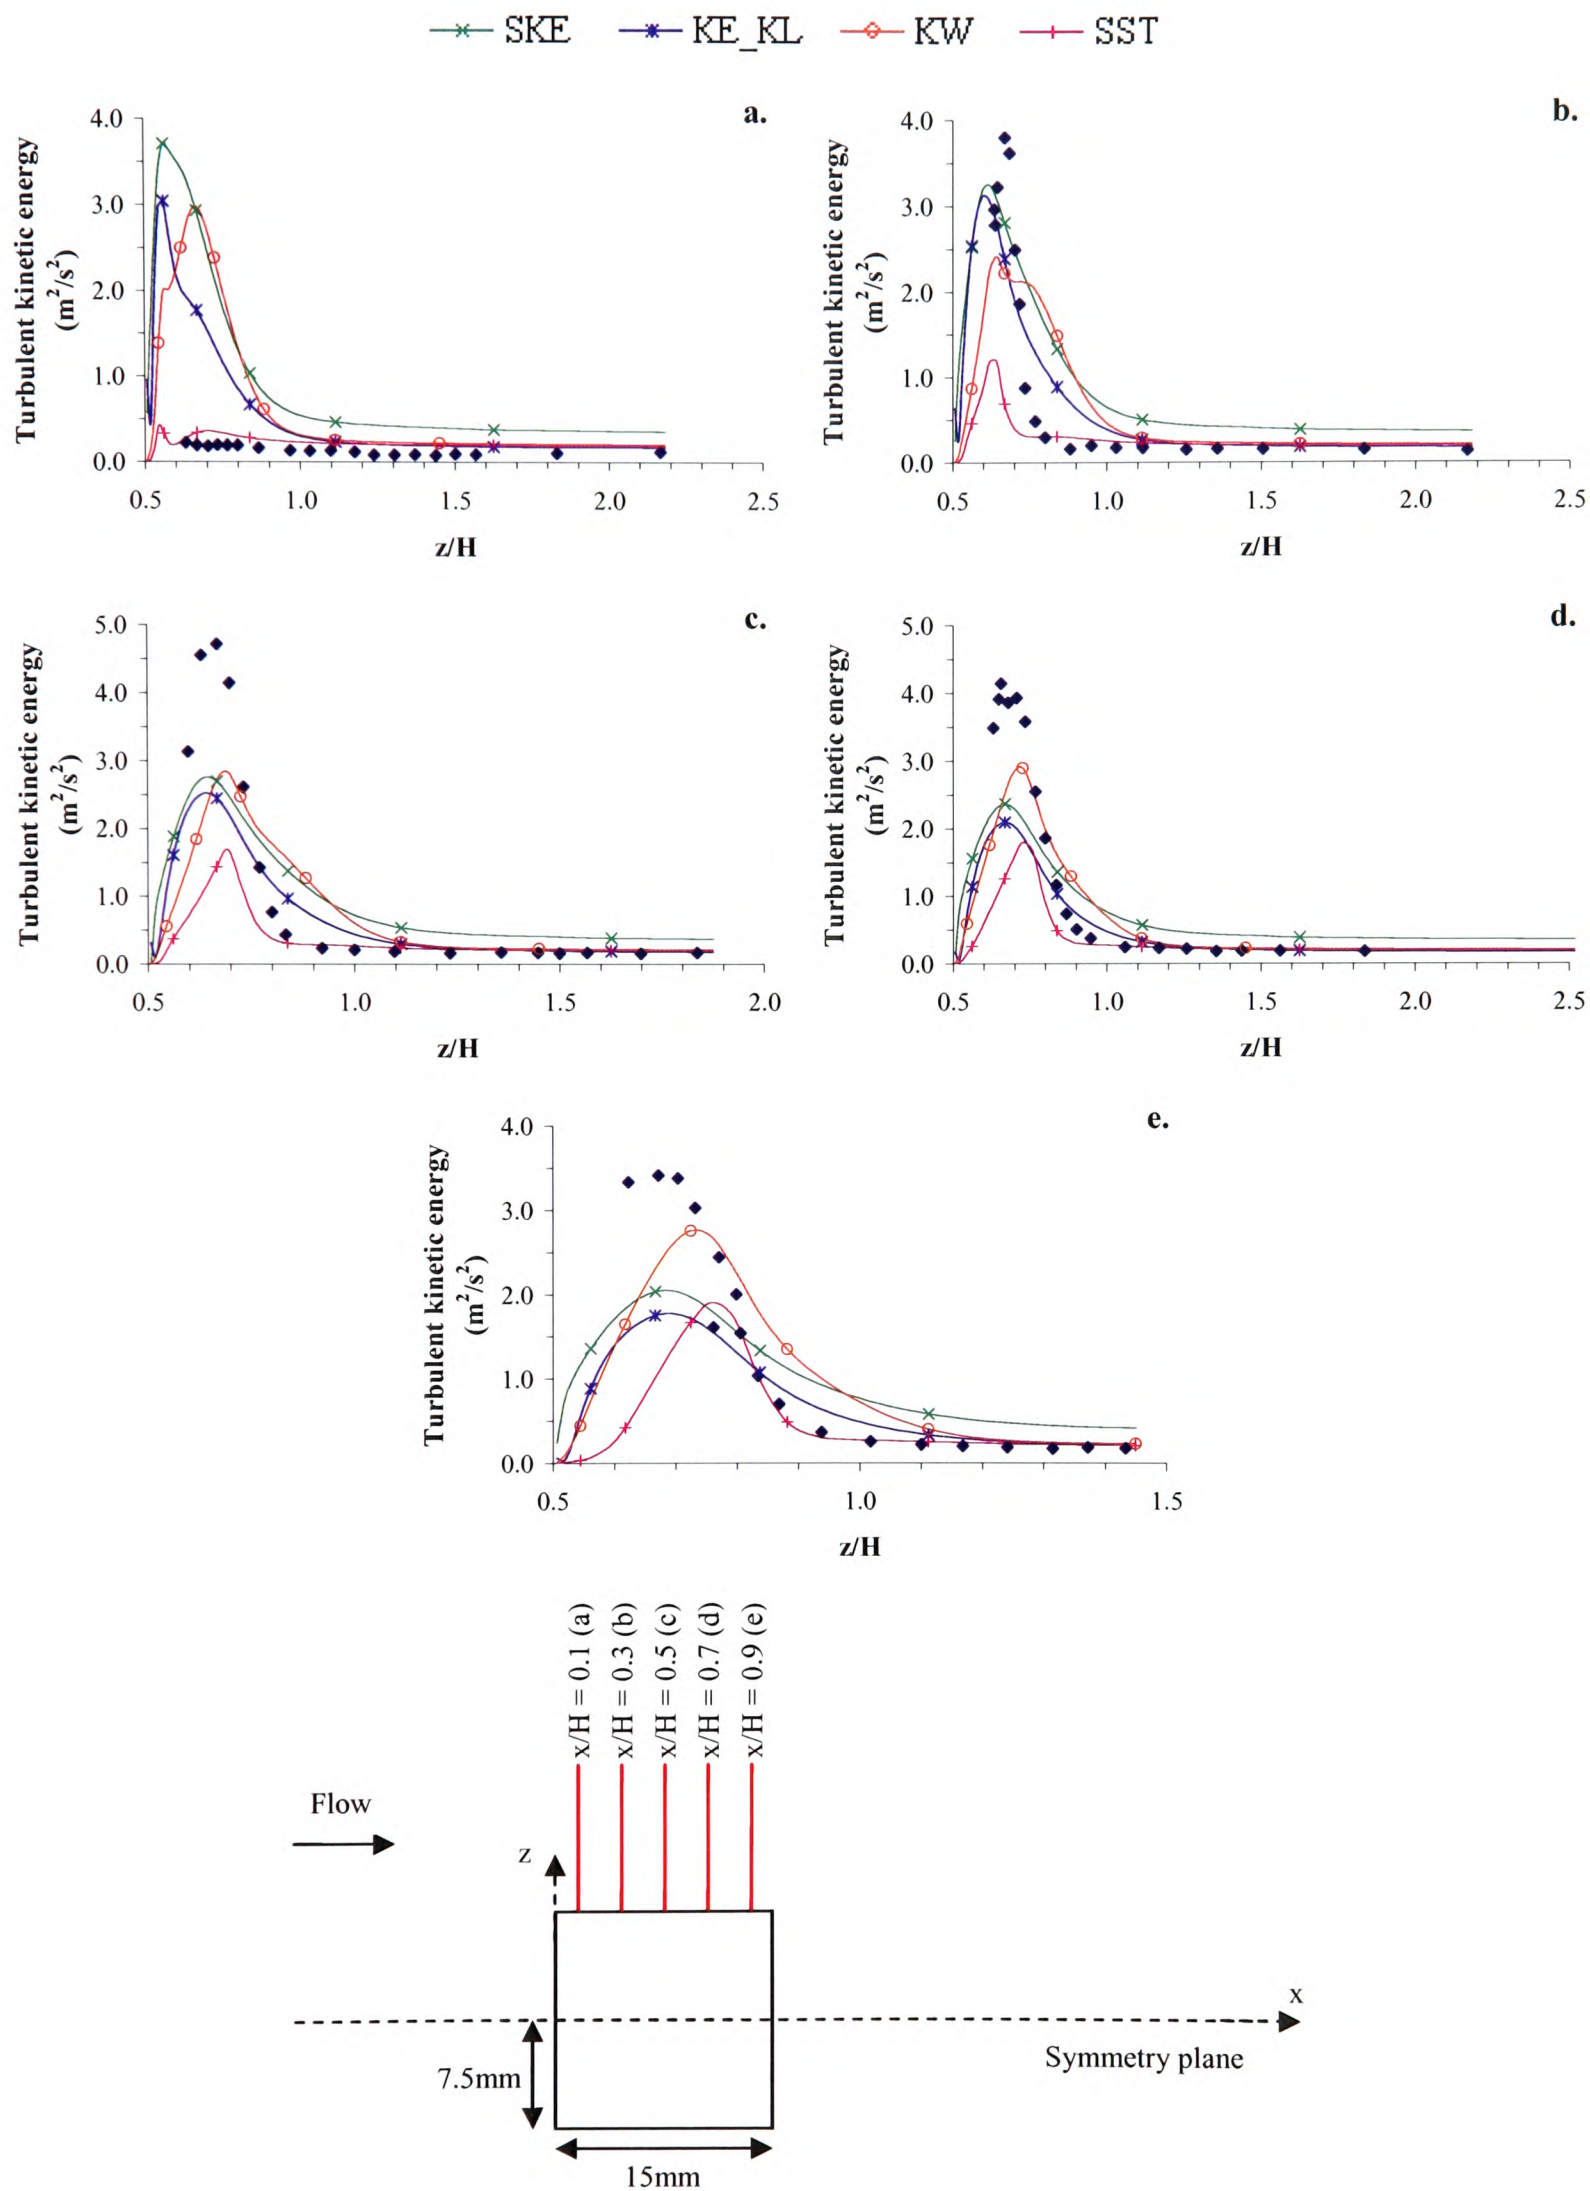 SKE KE_KL KW SST
a.
4.0
3.0
2.0
1.0
0.0
Turbulent kinetic energy
(m²/s²)
0.5 1.0 1.5 2.0 2.5
z/H
b.
4.0
3.0
2.0
1.0
0.0
Turbulent kinetic energy
(m²/s²)
0.5 1.0 1.5 2.0 2.5
z/H
c.
5.0
4.0
3.0
2.0
1.0
0.0
Turbulent kinetic energy
(m²/s²)
0.5 1.0 1.5 2.0
z/H
d.
5.0
4.0
3.0
2.0
1.0
0.0
Turbulent kinetic energy
(m²/s²)
0.5 1.0 1.5 2.0 2.5
z/H
e.
4.0
3.0
2.0
1.0
0.0
Turbulent kinetic energy
(m²/s²)
0.5 1.0 1.5
z/H
x/H = 0.1 (a)
x/H = 0.3 (b)
x/H = 0.5 (c)
x/H = 0.7 (d)
x/H = 0.9 (e)
Flow
z
x
Symmetry plane
7.5mm
15mm